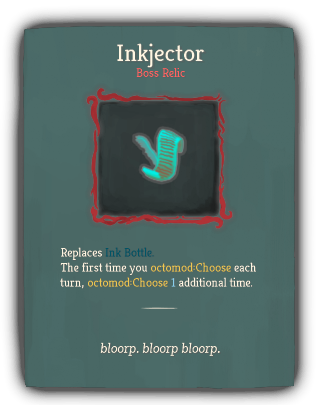 Inkjector
Boss Relic
Replaces Ink Bottle.
The first time you octomod:Choose each
turn, octomod:Choose 1 additional time.
bloorp. bloorp bloorp.